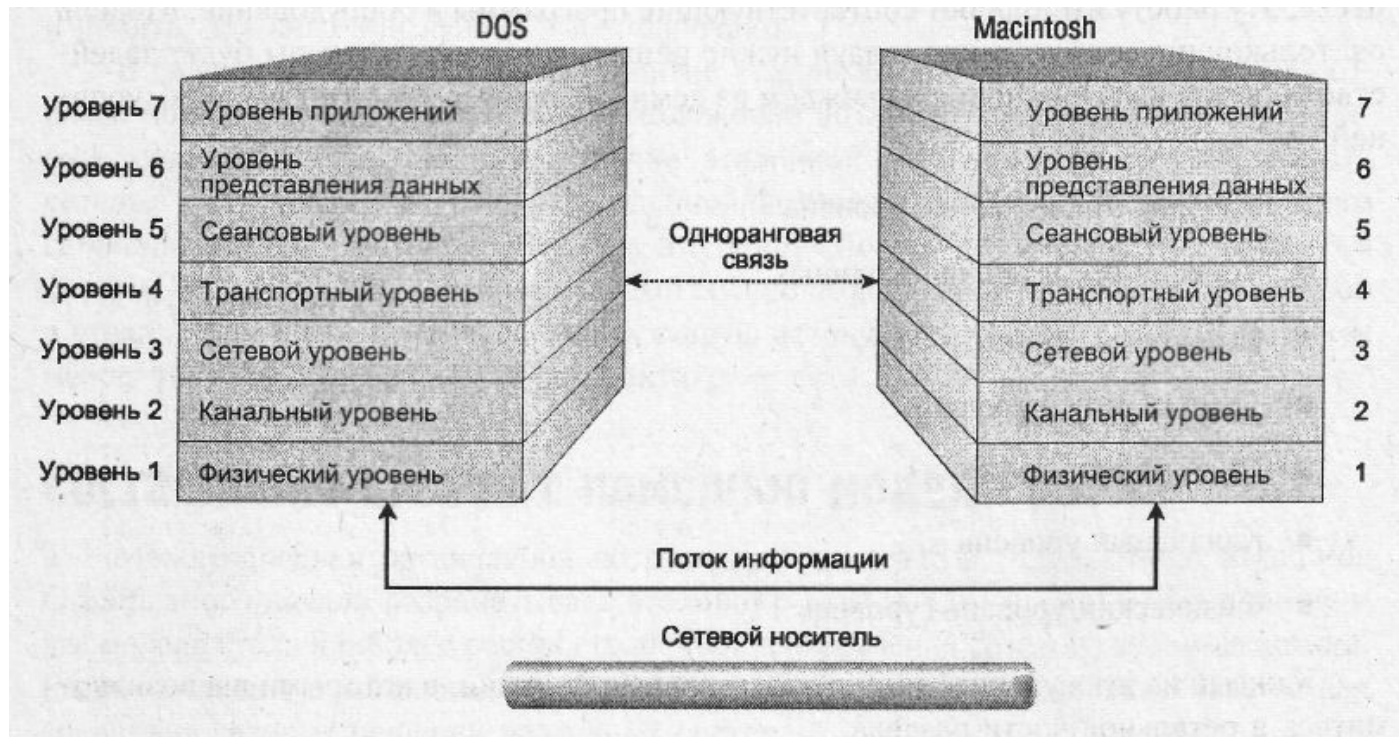 DOS
Macintosh
Уровень 7
Уровень приложений
Уровень приложений
7
Уровень 6
Уровень
представления данных
Уровень
представления данных
6
Уровень 5
Сеансовый уровень
Сеансовый уровень
5
Одноранговая
связь
Уровень 4
Транспортный уровень
Транспортный уровень
4
Уровень 3
Сетевой уровень
Сетевой уровень
3
Уровень 2
Канальный уровень
Канальный уровень
2
Уровень 1
Физический уровень
Физический уровень
1
Поток информации
Сетевой носитель